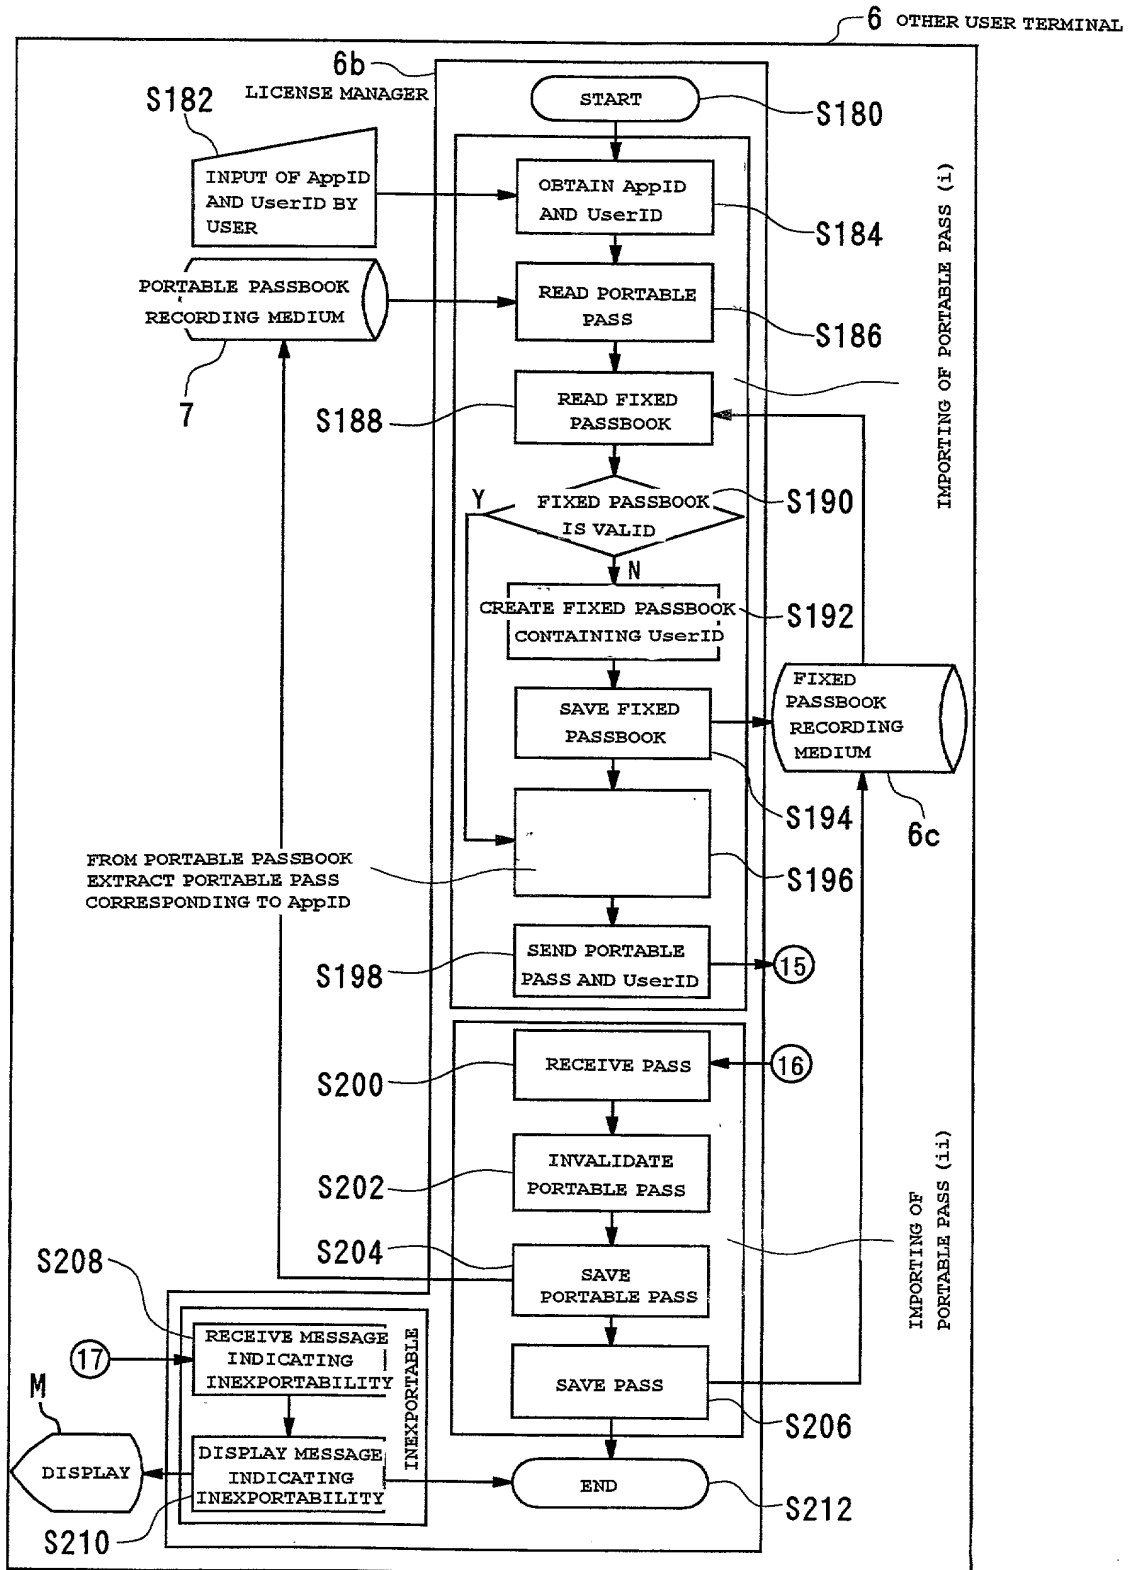 6 OTHER USER TERMINAL
6b
LICENSE MANAGER
START
S180
S182
INPUT OF AppID
AND UserID BY
USER
OBTAIN AppID
AND UserID
S184
PORTABLE PASSBOOK
RECORDING MEDIUM
7
READ PORTABLE
PASS
S186
IMPORTING OF PORTABLE PASS (i)
S188
READ FIXED
PASSBOOK
Y
FIXED PASSBOOK
IS VALID
S190
N
CREATE FIXED PASSBOOK
CONTAINING UserID
S192
SAVE FIXED
PASSBOOK
S194
FIXED
PASSBOOK
RECORDING
MEDIUM
6c
FROM PORTABLE PASSBOOK
EXTRACT PORTABLE PASS
CORRESPONDING TO AppID
S196
S198
SEND PORTABLE
PASS AND UserID
15
S200
RECEIVE PASS
16
S202
INVALIDATE
PORTABLE PASS
IMPORTING OF
PORTABLE PASS (ii)
S204
SAVE
PORTABLE PASS
S208
17
RECEIVE MESSAGE
INDICATING
INEXPORTABILITY
INEXPORTABLE
SAVE PASS
S206
M
DISPLAY
DISPLAY MESSAGE
INDICATING
INEXPORTABILITY
S210
END
S212